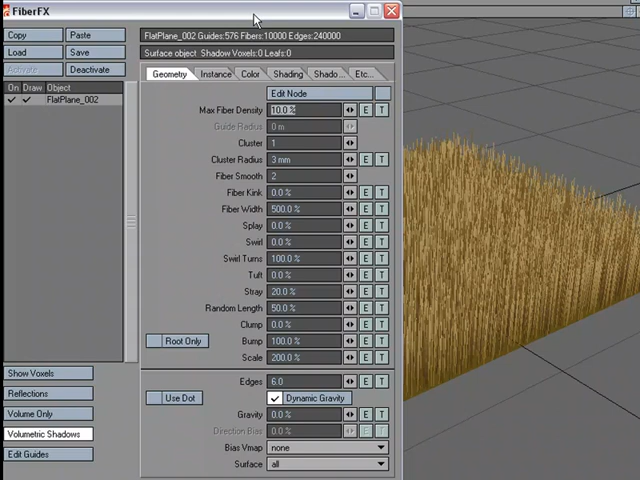 FiberFX
Copy Paste
Load Save
Activate Deactivate
On Draw Object
FlatPlane_002
FlatPlane_002 Guides:576 Fibers:10000 Edges:240000
Surface object Shadow Voxels:0 Leafs:0
Geometry Instance Color Shading Shado... Etc...
Edit Node
Max Fiber Density 10.0 % E T
Guide Radius 0 m
Cluster 1
Cluster Radius 3 mm E T
Fiber Smooth 2
Fiber Kink 0.0 % E T
Fiber Width 500.0 % E T
Splay 0.0 % E T
Swirl 0.0 % E T
Swirl Turns 100.0 % E T
Tuft 0.0 % E T
Stray 20.0 % E T
Random Length 50.0 % E T
Clump 0.0 % E T
Root Only Bump 100.0 % E T
Scale 200.0 % E T
Show Voxels
Reflections
Volume Only
Volumetric Shadows
Edit Guides
Edges 6.0 E T
Use Dot Dynamic Gravity
Gravity 0.0 % E T
Direction Bias 0.0 % E T
Bias Vmap none
Surface all